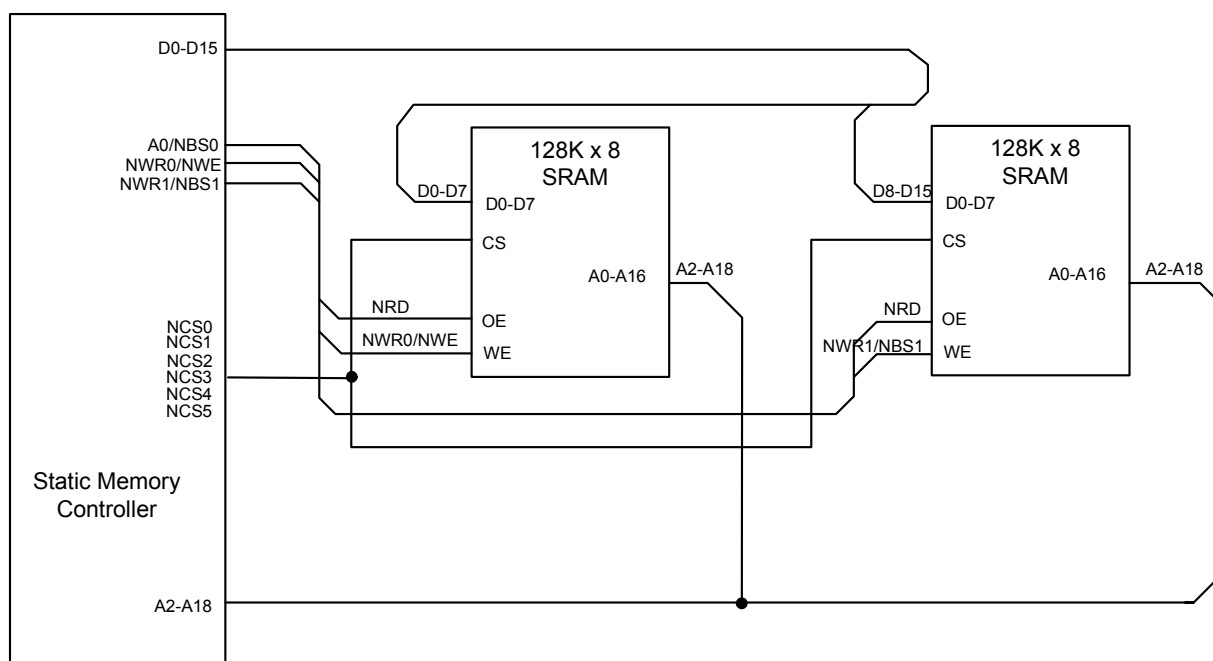 D0-D15
A0/NBS0
NWR0/NWE
NWR1/NBS1
128K x 8
SRAM
D0-D7
D0-D7
CS
A0-A16
A2-A18
NRD
OE
NWR0/NWE
WE
128K x 8
SRAM
D8-D15
D0-D7
CS
A0-A16
A2-A18
NRD
OE
NWR1/NBS1
WE
NCS0
NCS1
NCS2
NCS3
NCS4
NCS5
Static Memory
Controller
A2-A18